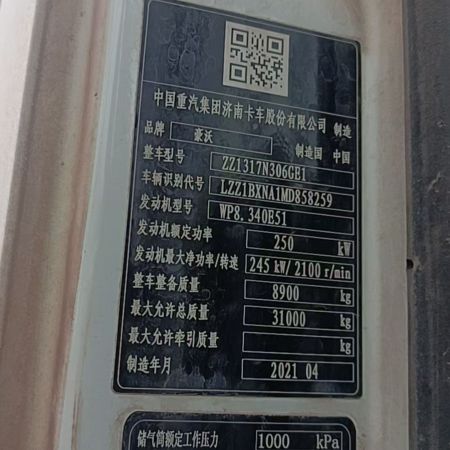 中国重汽集团济南卡车股份有限公司 制造
品牌 豪沃 制造国 中国
整车型号 ZZ1317N306GE1
车辆识别代号 LZZ1BXNA1MD858259
发动机型号 WP8.340E51
发动机额定功率 250 kW
发动机最大净功率/转速 245 kW/ 2100 r/min
整车整备质量 8900 kg
最大允许总质量 31000 kg
最大允许牵引质量 kg
制造年月 2021 04
储气筒额定工作压力 1000 kPa